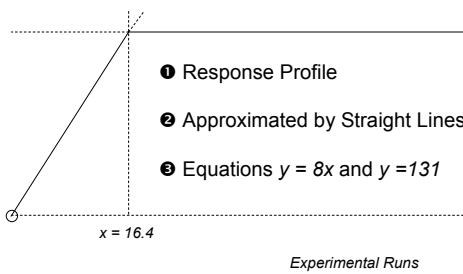 ❶ Response Profile
❷ Approximated by Straight Lines
❸ Equations y = 8x and y =131
x = 16.4
Experimental Runs